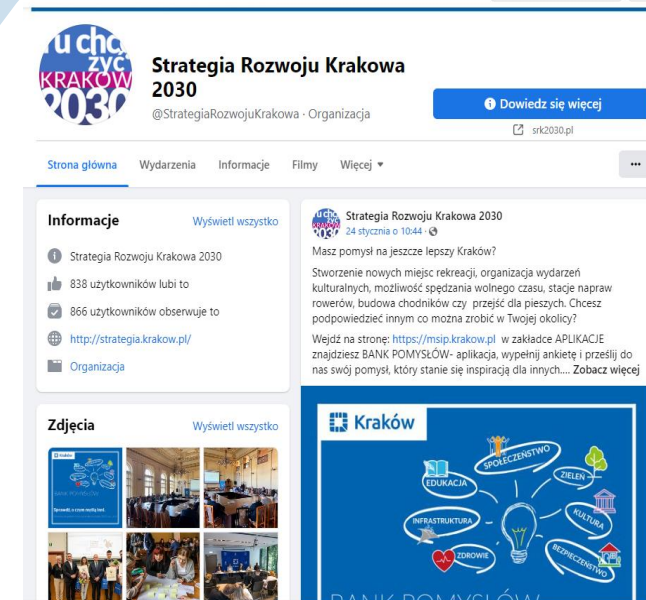 u chcę
żyć
KRAKÓW
2030
Strategia Rozwoju Krakowa
2030
@StrategiaRozwojuKrakowa · Organizacja
Dowiedz się więcej
srk2030.pl
Strona główna Wydarzenia Informacje Filmy Więcej
Informacje Wyświetl wszystko
Strategia Rozwoju Krakowa 2030
838 użytkowników lubi to
866 użytkowników obserwuje to
http://strategia.krakow.pl/
Organizacja
Zdjęcia Wyświetl wszystko
Strategia Rozwoju Krakowa 2030
24 stycznia o 10:44 ·
Masz pomysł na jeszcze lepszy Kraków?
Stworzenie nowych miejsc rekreacji, organizacja wydarzeń
kulturalnych, możliwość spędzania wolnego czasu, stacje napraw
rowerów, budowa chodników czy przejść dla pieszych. Chcesz
podpowiedzieć innym co można zrobić w Twojej okolicy?
Wejdź na stronę: https://msip.krakow.pl w zakładce APLIKACJE
znajdziesz BANK POMYSŁÓW- aplikacja, wypełnij ankietę i prześlij do
nas swój pomysł, który stanie się inspiracją dla innych.... Zobacz więcej
Kraków
SPOŁECZEŃSTWO
EDUKACJA
ZIELEŃ
INFRASTRUKTURA
KULTURA
ZDROWIE
BEZPIECZEŃSTWO
BANK POMYSŁÓW